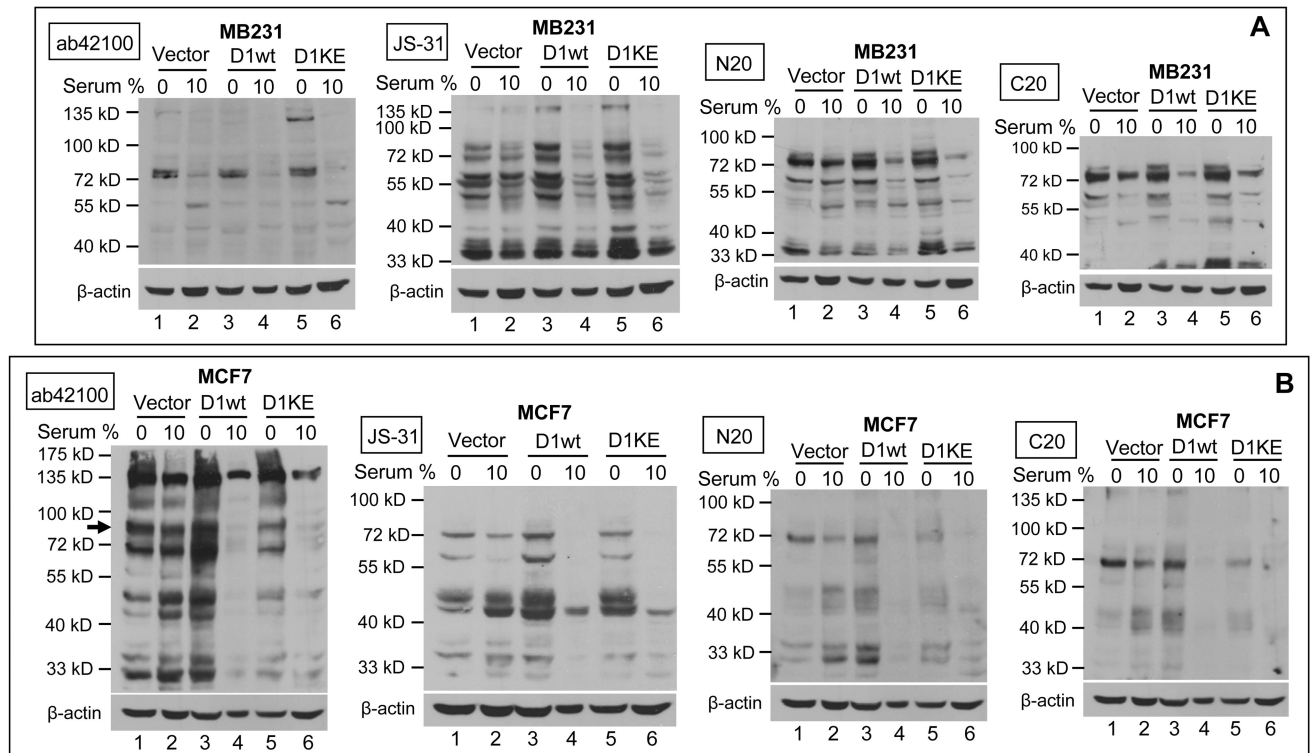 A
ab42100
MB231
Vector D1wt D1KE
Serum % 0 10 0 10 0 10
135 kD
100 kD
72 kD
55 kD
40 kD
β-actin
1 2 3 4 5 6
JS-31
MB231
Vector D1wt D1KE
Serum % 0 10 0 10 0 10
135 kD
100 kD
72 kD
55 kD
40 kD
33 kD
β-actin
1 2 3 4 5 6
N20
MB231
Vector D1wt D1KE
Serum % 0 10 0 10 0 10
100 kD
72 kD
55 kD
40 kD
33 kD
β-actin
1 2 3 4 5 6
C20
MB231
Vector D1wt D1KE
Serum % 0 10 0 10 0 10
100 kD
72 kD
55 kD
40 kD
β-actin
1 2 3 4 5 6
B
ab42100
MCF7
Vector D1wt D1KE
Serum % 0 10 0 10 0 10
175 kD
135 kD
100 kD
72 kD
55 kD
40 kD
33 kD
β-actin
1 2 3 4 5 6
JS-31
MCF7
Vector D1wt D1KE
Serum % 0 10 0 10 0 10
100 kD
72 kD
55 kD
40 kD
33 kD
β-actin
1 2 3 4 5 6
N20
MCF7
Vector D1wt D1KE
Serum % 0 10 0 10 0 10
100 kD
72 kD
55 kD
40 kD
33 kD
β-actin
1 2 3 4 5 6
C20
MCF7
Vector D1wt D1KE
Serum % 0 10 0 10 0 10
135 kD
100 kD
72 kD
55 kD
40 kD
33 kD
β-actin
1 2 3 4 5 6